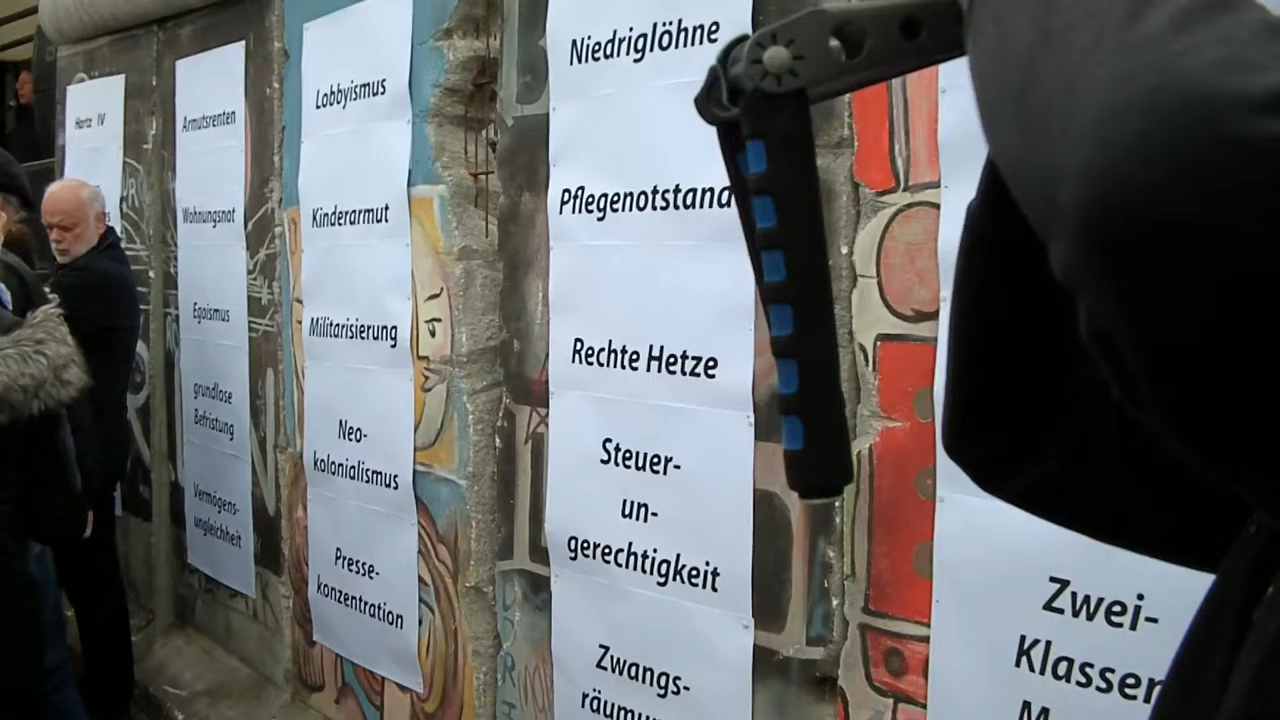 Hartz IV
Armutsrenten
Wohnungsnot
Egoismus
grundlose
Befristung
Vermögens-
ungleichheit
Lobbyismus
Kinderarmut
Militarisierung
Neo-
kolonialismus
Presse-
konzentration
Niedriglöhne
Pflegenotstand
Rechte Hetze
Steuer-
un-
gerechtigkeit
Zwangs-
Zwei-
Klassen